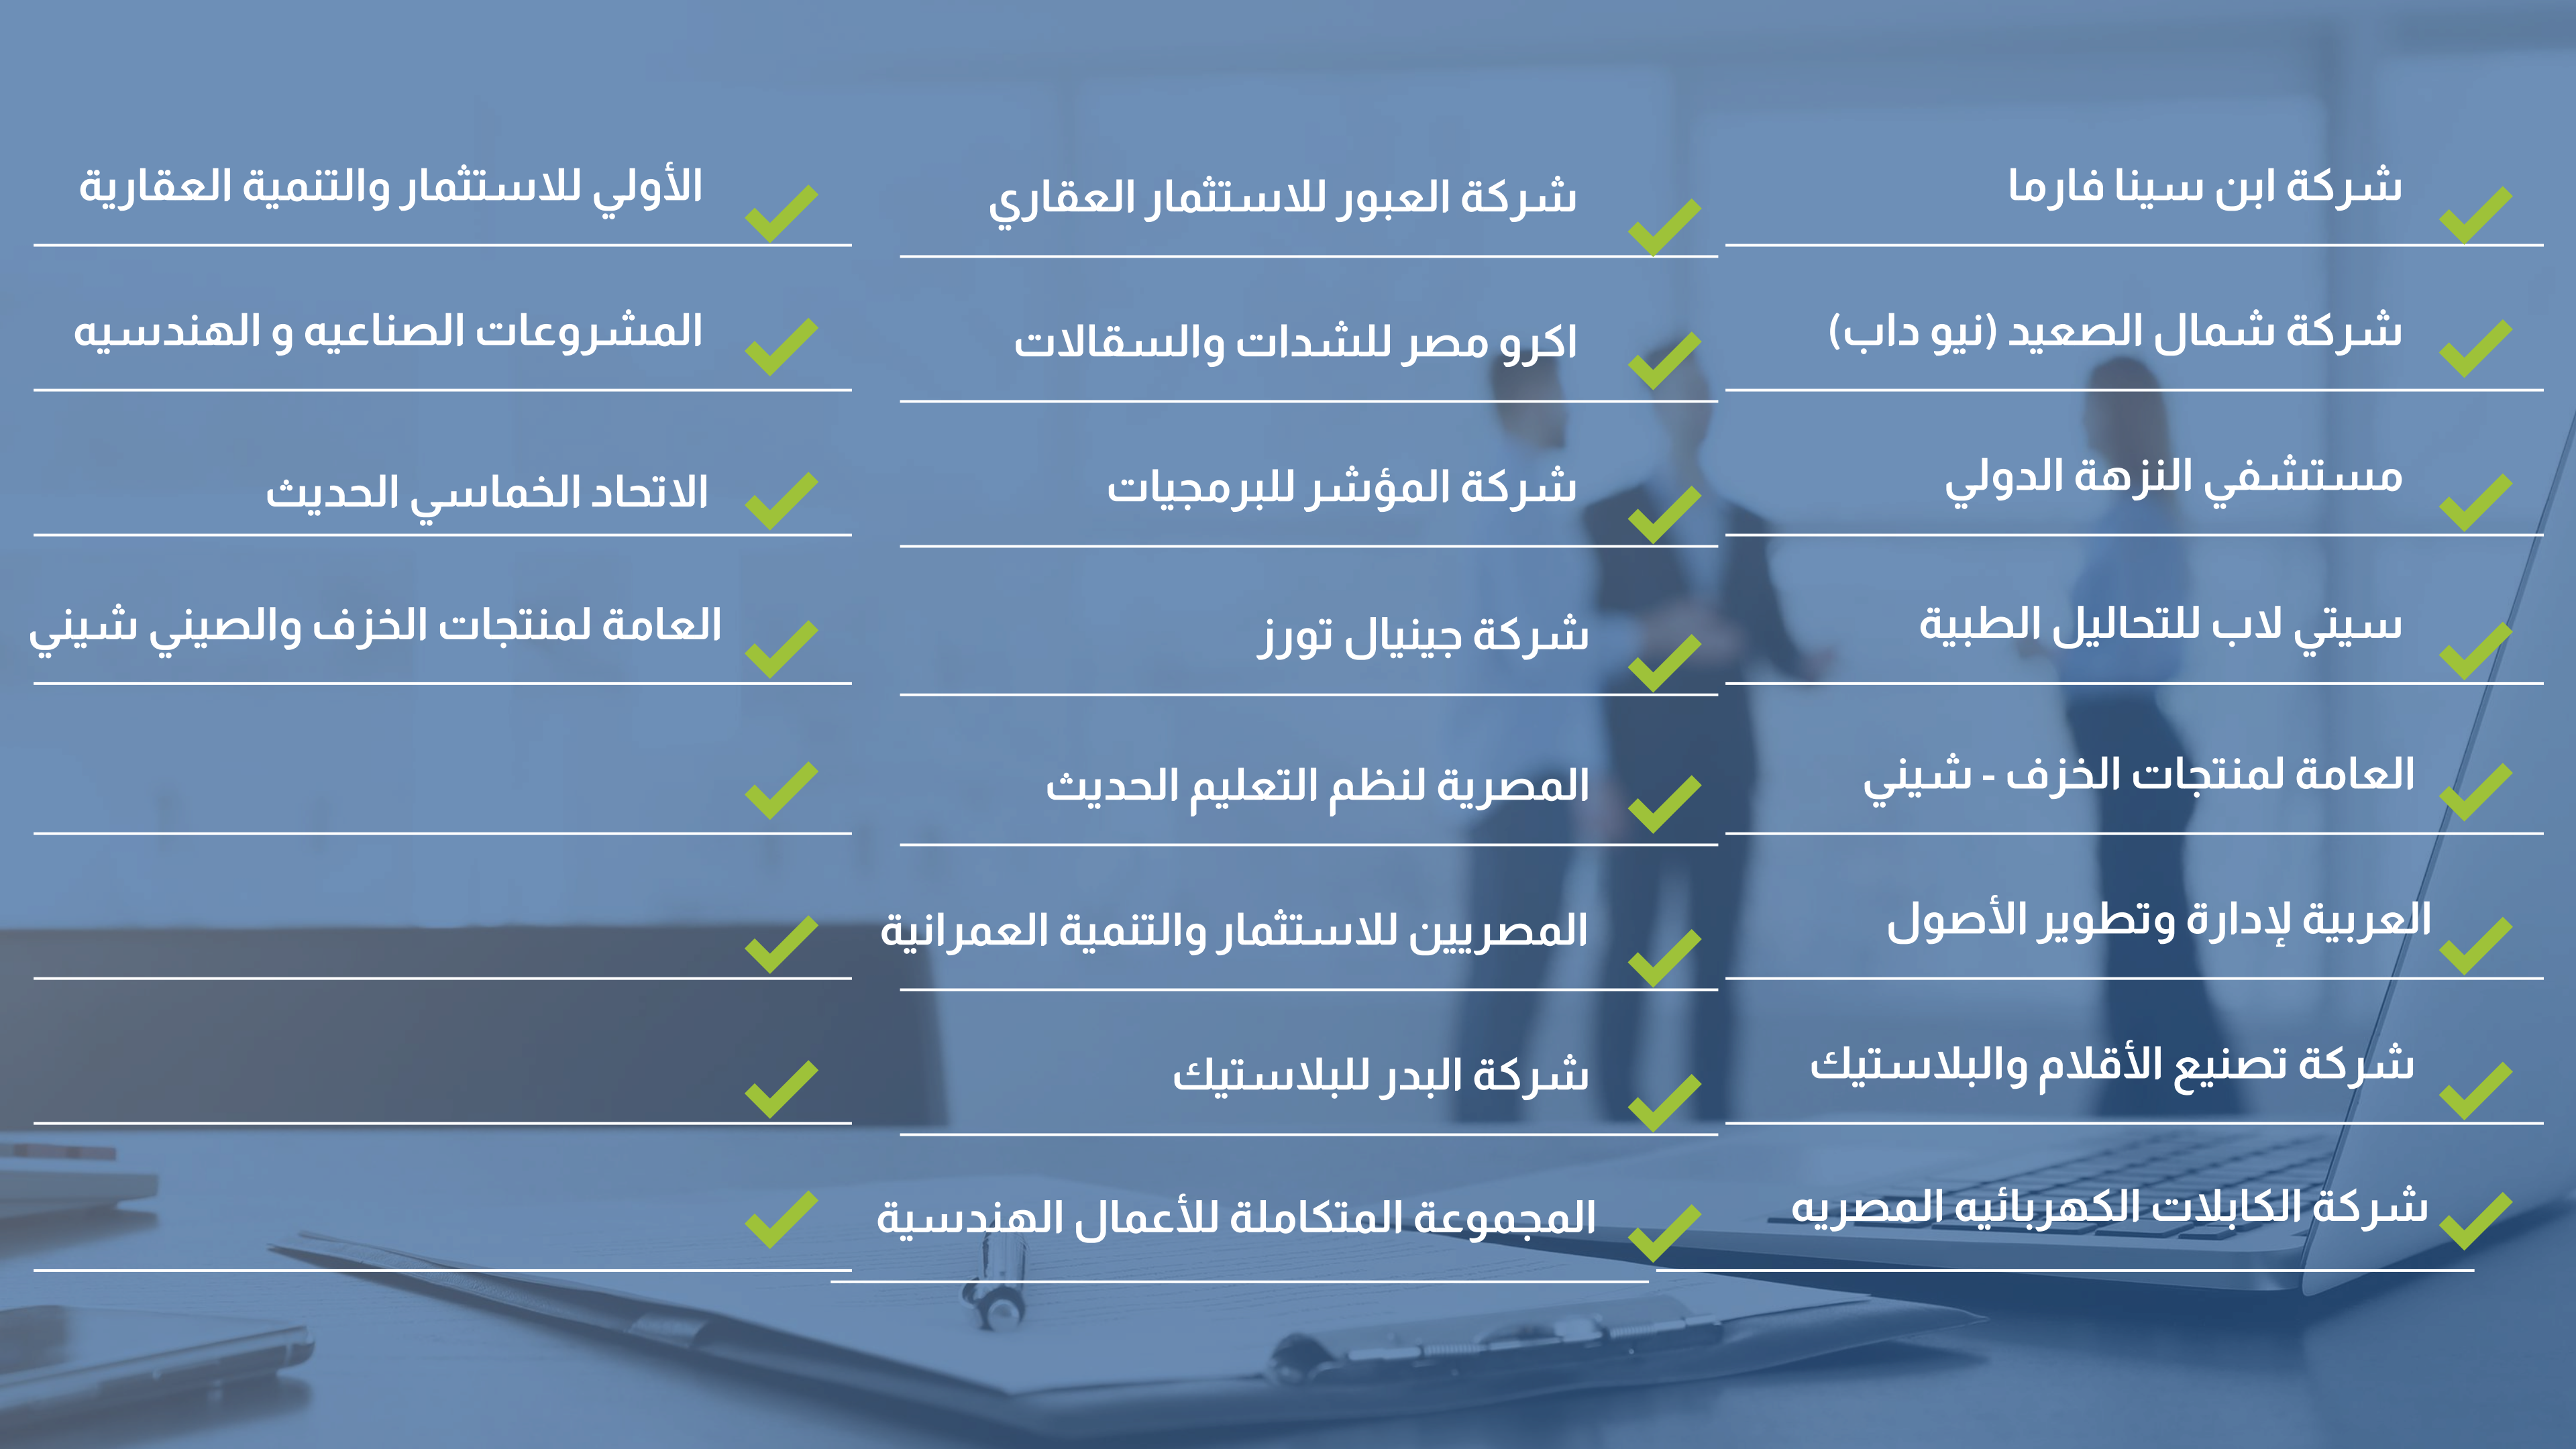 شركة ابن سينا فارما
شركة شمال الصعيد (نيو داب)
مستشفي النزهة الدولي
سيتي لاب للتحاليل الطبية
العامة لمنتجات الخزف - شيني
العربية لإدارة وتطوير الأصول
شركة تصنيع الأقلام والبلاستيك
شركة الكابلات الكهربائيه المصريه
شركة العبور للاستثمار العقاري
اكرو مصر للشدات والسقالات
شركة المؤشر للبرمجيات
شركة جينيال تورز
المصرية لنظم التعليم الحديث
المصريين للاستثمار والتنمية العمرانية
شركة البدر للبلاستيك
المجموعة المتكاملة للأعمال الهندسية
الأولي للاستثمار والتنمية العقارية
المشروعات الصناعيه و الهندسيه
الاتحاد الخماسي الحديث
العامة لمنتجات الخزف والصيني شيني